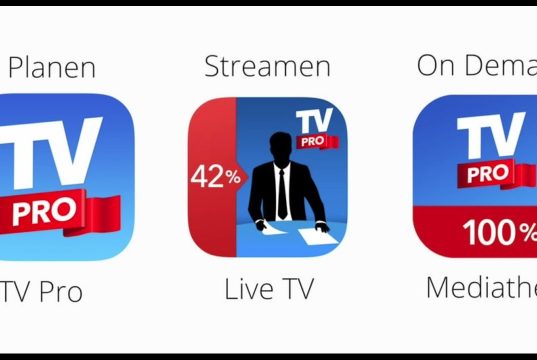 Planen
Streamen
On Dema
TV
PRO
42%
TV
PRO
TV
PRO
100%
TV Pro
Live TV
Mediathe